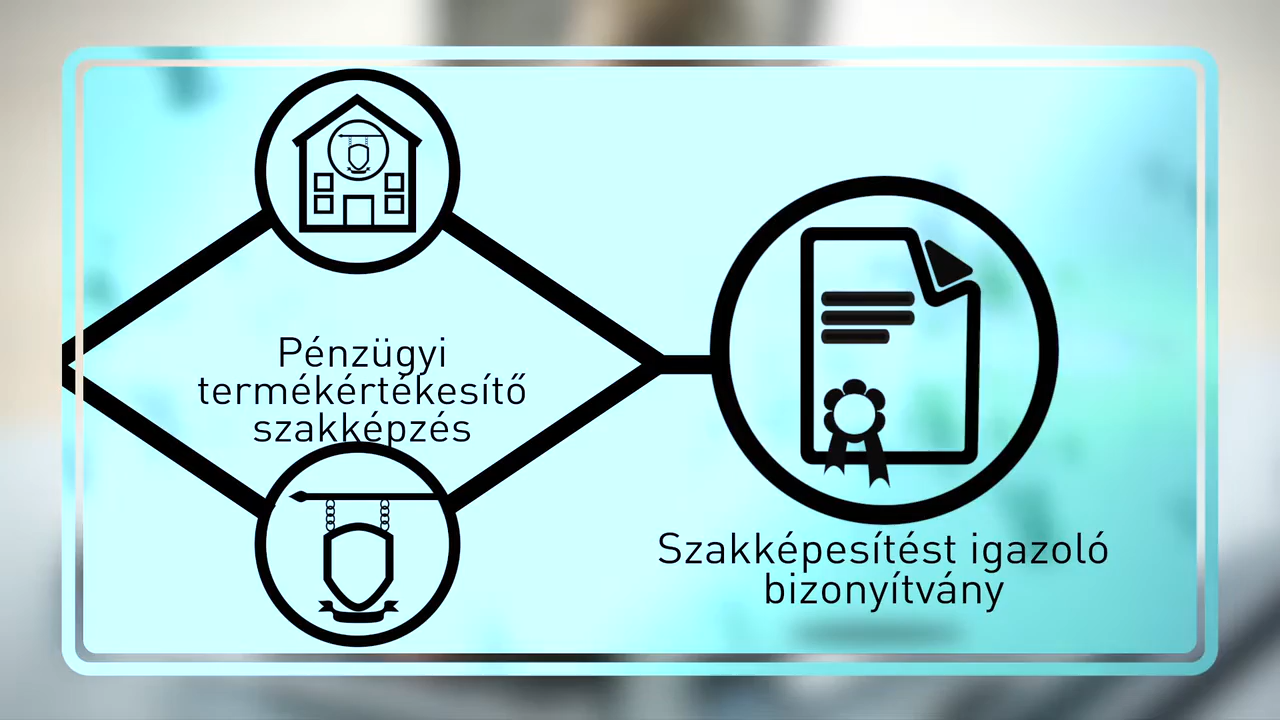 Pénzügyi
termékértékesítő
szakképzés
Szakképesítést igazoló
bizonyítvány